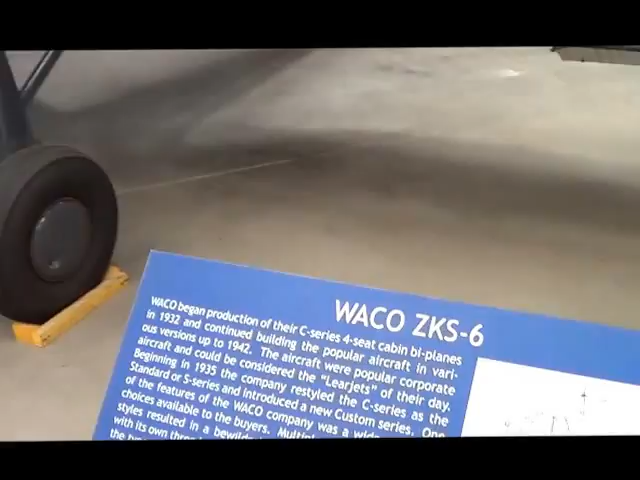 WACO ZKS-6
WACO began production of their C-series 4-seat cabin bi-planes
in 1932 and continued building the popular aircraft in vari-
ous versions up to 1942. The aircraft were popular corporate
aircraft and could be considered the "Learjets" of their day.
Beginning in 1935 the company restyled the C-series as the
Standard or S-series and introduced a new Custom series. One
of the features of the WACO company was a wide
choices available to the buyers. Multiple
styles resulted in a bewild
with its own three
the